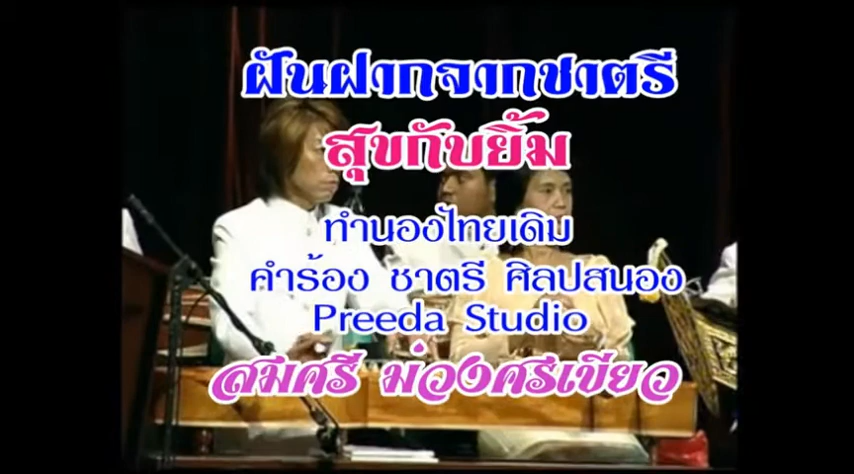 ฝันฝากจากชาตรี
สุขกับยิ้ม
ทำนองไทยเดิม
คำร้อง ชาตรี ศิลปสนอง
Preeda Studio
สมศรี ม่วงศรเขียว